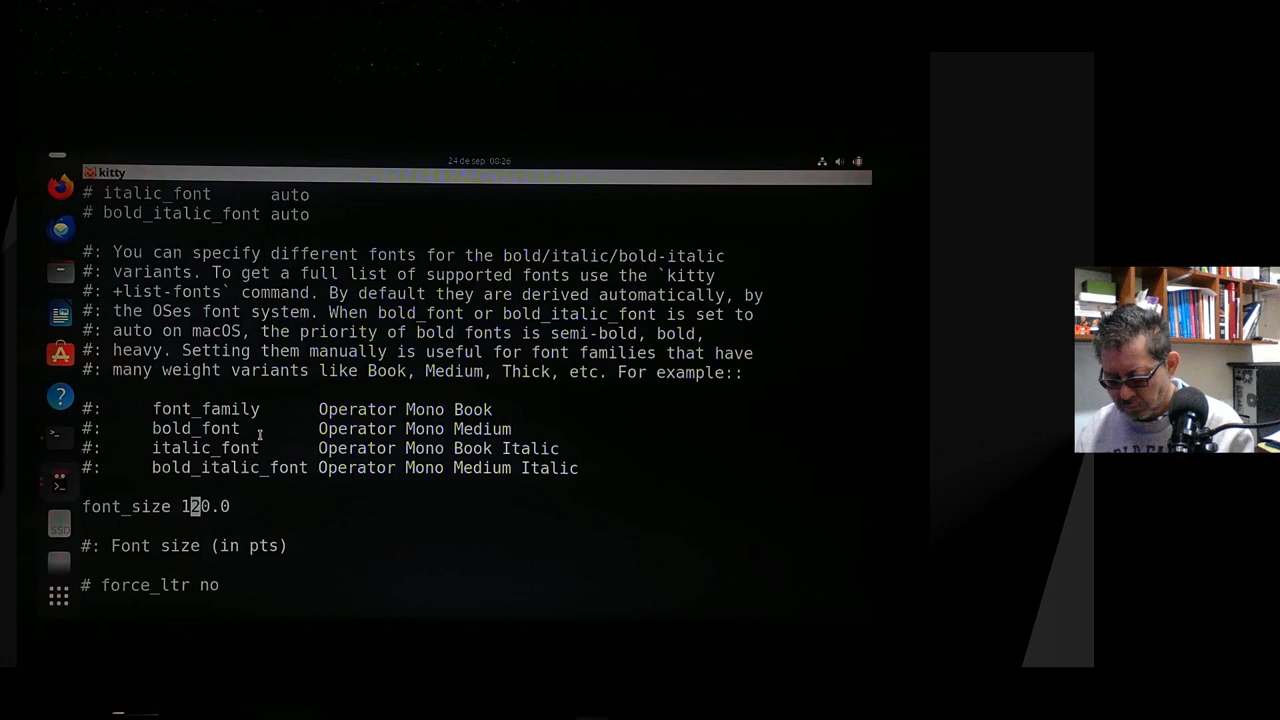 24 de sep 08:26
kitty
# italic_font auto
# bold_italic_font auto
#: You can specify different fonts for the bold/italic/bold-italic
#: variants. To get a full list of supported fonts use the `kitty
#: +list-fonts` command. By default they are derived automatically, by
#: the OSes font system. When bold_font or bold_italic_font is set to
#: auto on macOS, the priority of bold fonts is semi-bold, bold,
#: heavy. Setting them manually is useful for font families that have
#: many weight variants like Book, Medium, Thick, etc. For example::
#: font_family Operator Mono Book
#: bold_font Operator Mono Medium
#: italic_font Operator Mono Book Italic
#: bold_italic_font Operator Mono Medium Italic
font_size 120.0
#: Font size (in pts)
# force_ltr no
SSD